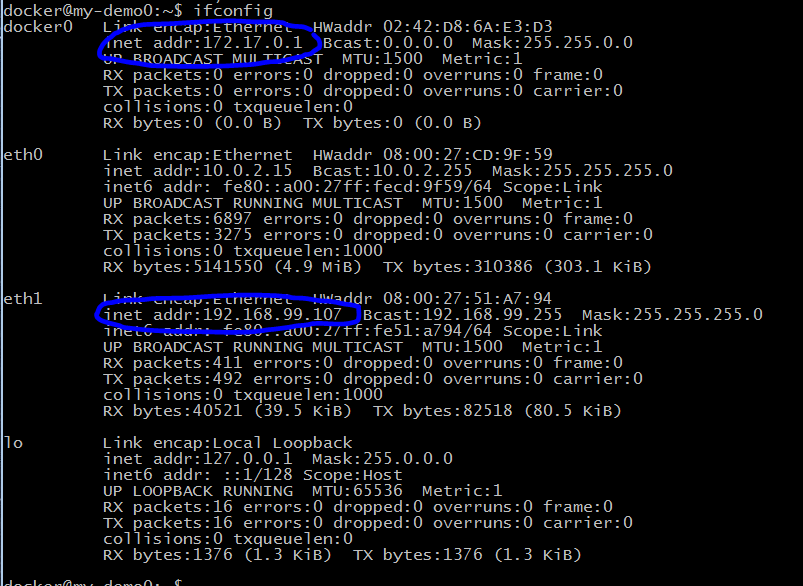 docker@my-demo0:~$ ifconfig
docker0 Link encap:Ethernet HWaddr 02:42:D8:6A:E3:D3
inet addr:172.17.0.1 Bcast:0.0.0.0 Mask:255.255.0.0
UP BROADCAST MULTICAST MTU:1500 Metric:1
RX packets:0 errors:0 dropped:0 overruns:0 frame:0
TX packets:0 errors:0 dropped:0 overruns:0 carrier:0
collisions:0 txqueuelen:0
RX bytes:0 (0.0 B) TX bytes:0 (0.0 B)
eth0 Link encap:Ethernet HWaddr 08:00:27:CD:9F:59
inet addr:10.0.2.15 Bcast:10.0.2.255 Mask:255.255.255.0
inet6 addr: fe80::a00:27ff:fecd:9f59/64 Scope:Link
UP BROADCAST RUNNING MULTICAST MTU:1500 Metric:1
RX packets:6897 errors:0 dropped:0 overruns:0 frame:0
TX packets:3275 errors:0 dropped:0 overruns:0 carrier:0
collisions:0 txqueuelen:1000
RX bytes:5141550 (4.9 MiB) TX bytes:310386 (303.1 KiB)
eth1 Link encap:Ethernet HWaddr 08:00:27:51:A7:94
inet addr:192.168.99.107 Bcast:192.168.99.255 Mask:255.255.255.0
inet6 addr: fe80::a00:27ff:fe51:a794/64 Scope:Link
UP BROADCAST RUNNING MULTICAST MTU:1500 Metric:1
RX packets:411 errors:0 dropped:0 overruns:0 frame:0
TX packets:492 errors:0 dropped:0 overruns:0 carrier:0
collisions:0 txqueuelen:1000
RX bytes:40521 (39.5 KiB) TX bytes:82518 (80.5 KiB)
lo Link encap:Local Loopback
inet addr:127.0.0.1 Mask:255.0.0.0
inet6 addr: ::1/128 Scope:Host
UP LOOPBACK RUNNING MTU:65536 Metric:1
RX packets:16 errors:0 dropped:0 overruns:0 frame:0
TX packets:16 errors:0 dropped:0 overruns:0 carrier:0
collisions:0 txqueuelen:0
RX bytes:1376 (1.3 KiB) TX bytes:1376 (1.3 KiB)
docker@my-demo0:~$